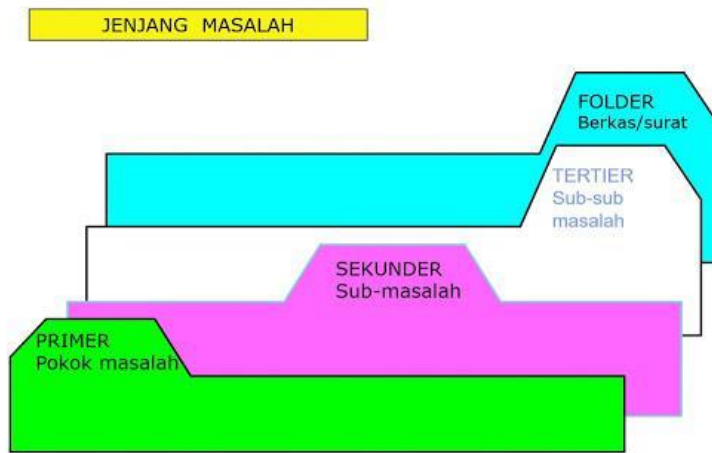 JENJANG MASALAH
FOLDER
Berkas/surat
TERTIER
Sub-sub
masalah
SEKUNDER
Sub-masalah
PRIMER
Pokok masalah